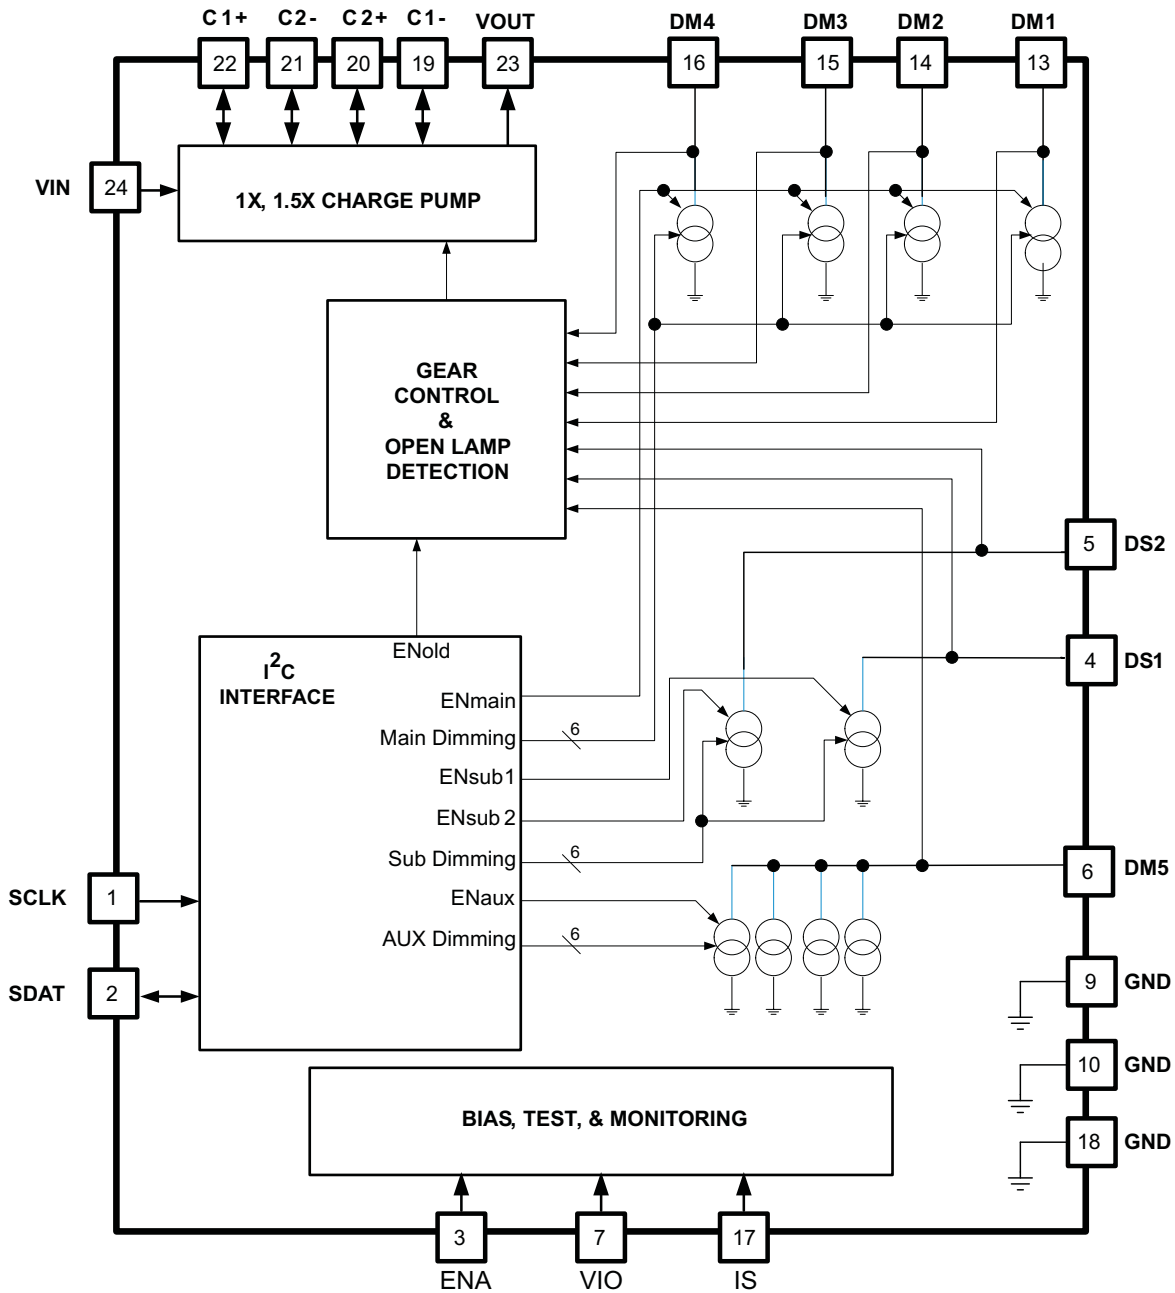 C1+ C2- C2+ C1- VOUT DM4 DM3 DM2 DM1
22 21 20 19 23 16 15 14 13
VIN 24
1X, 1.5X CHARGE PUMP
GEAR
CONTROL
&
OPEN LAMP
DETECTION
5 DS2
4 DS1
I2C
INTERFACE
ENold
ENmain
Main Dimming 6
ENsub1
ENsub 2
Sub Dimming 6
ENaux
AUX Dimming 6
6 DM5
SCLK 1
SDAT 2
9 GND
10 GND
18 GND
BIAS, TEST, & MONITORING
3 7 17
ENA VIO IS